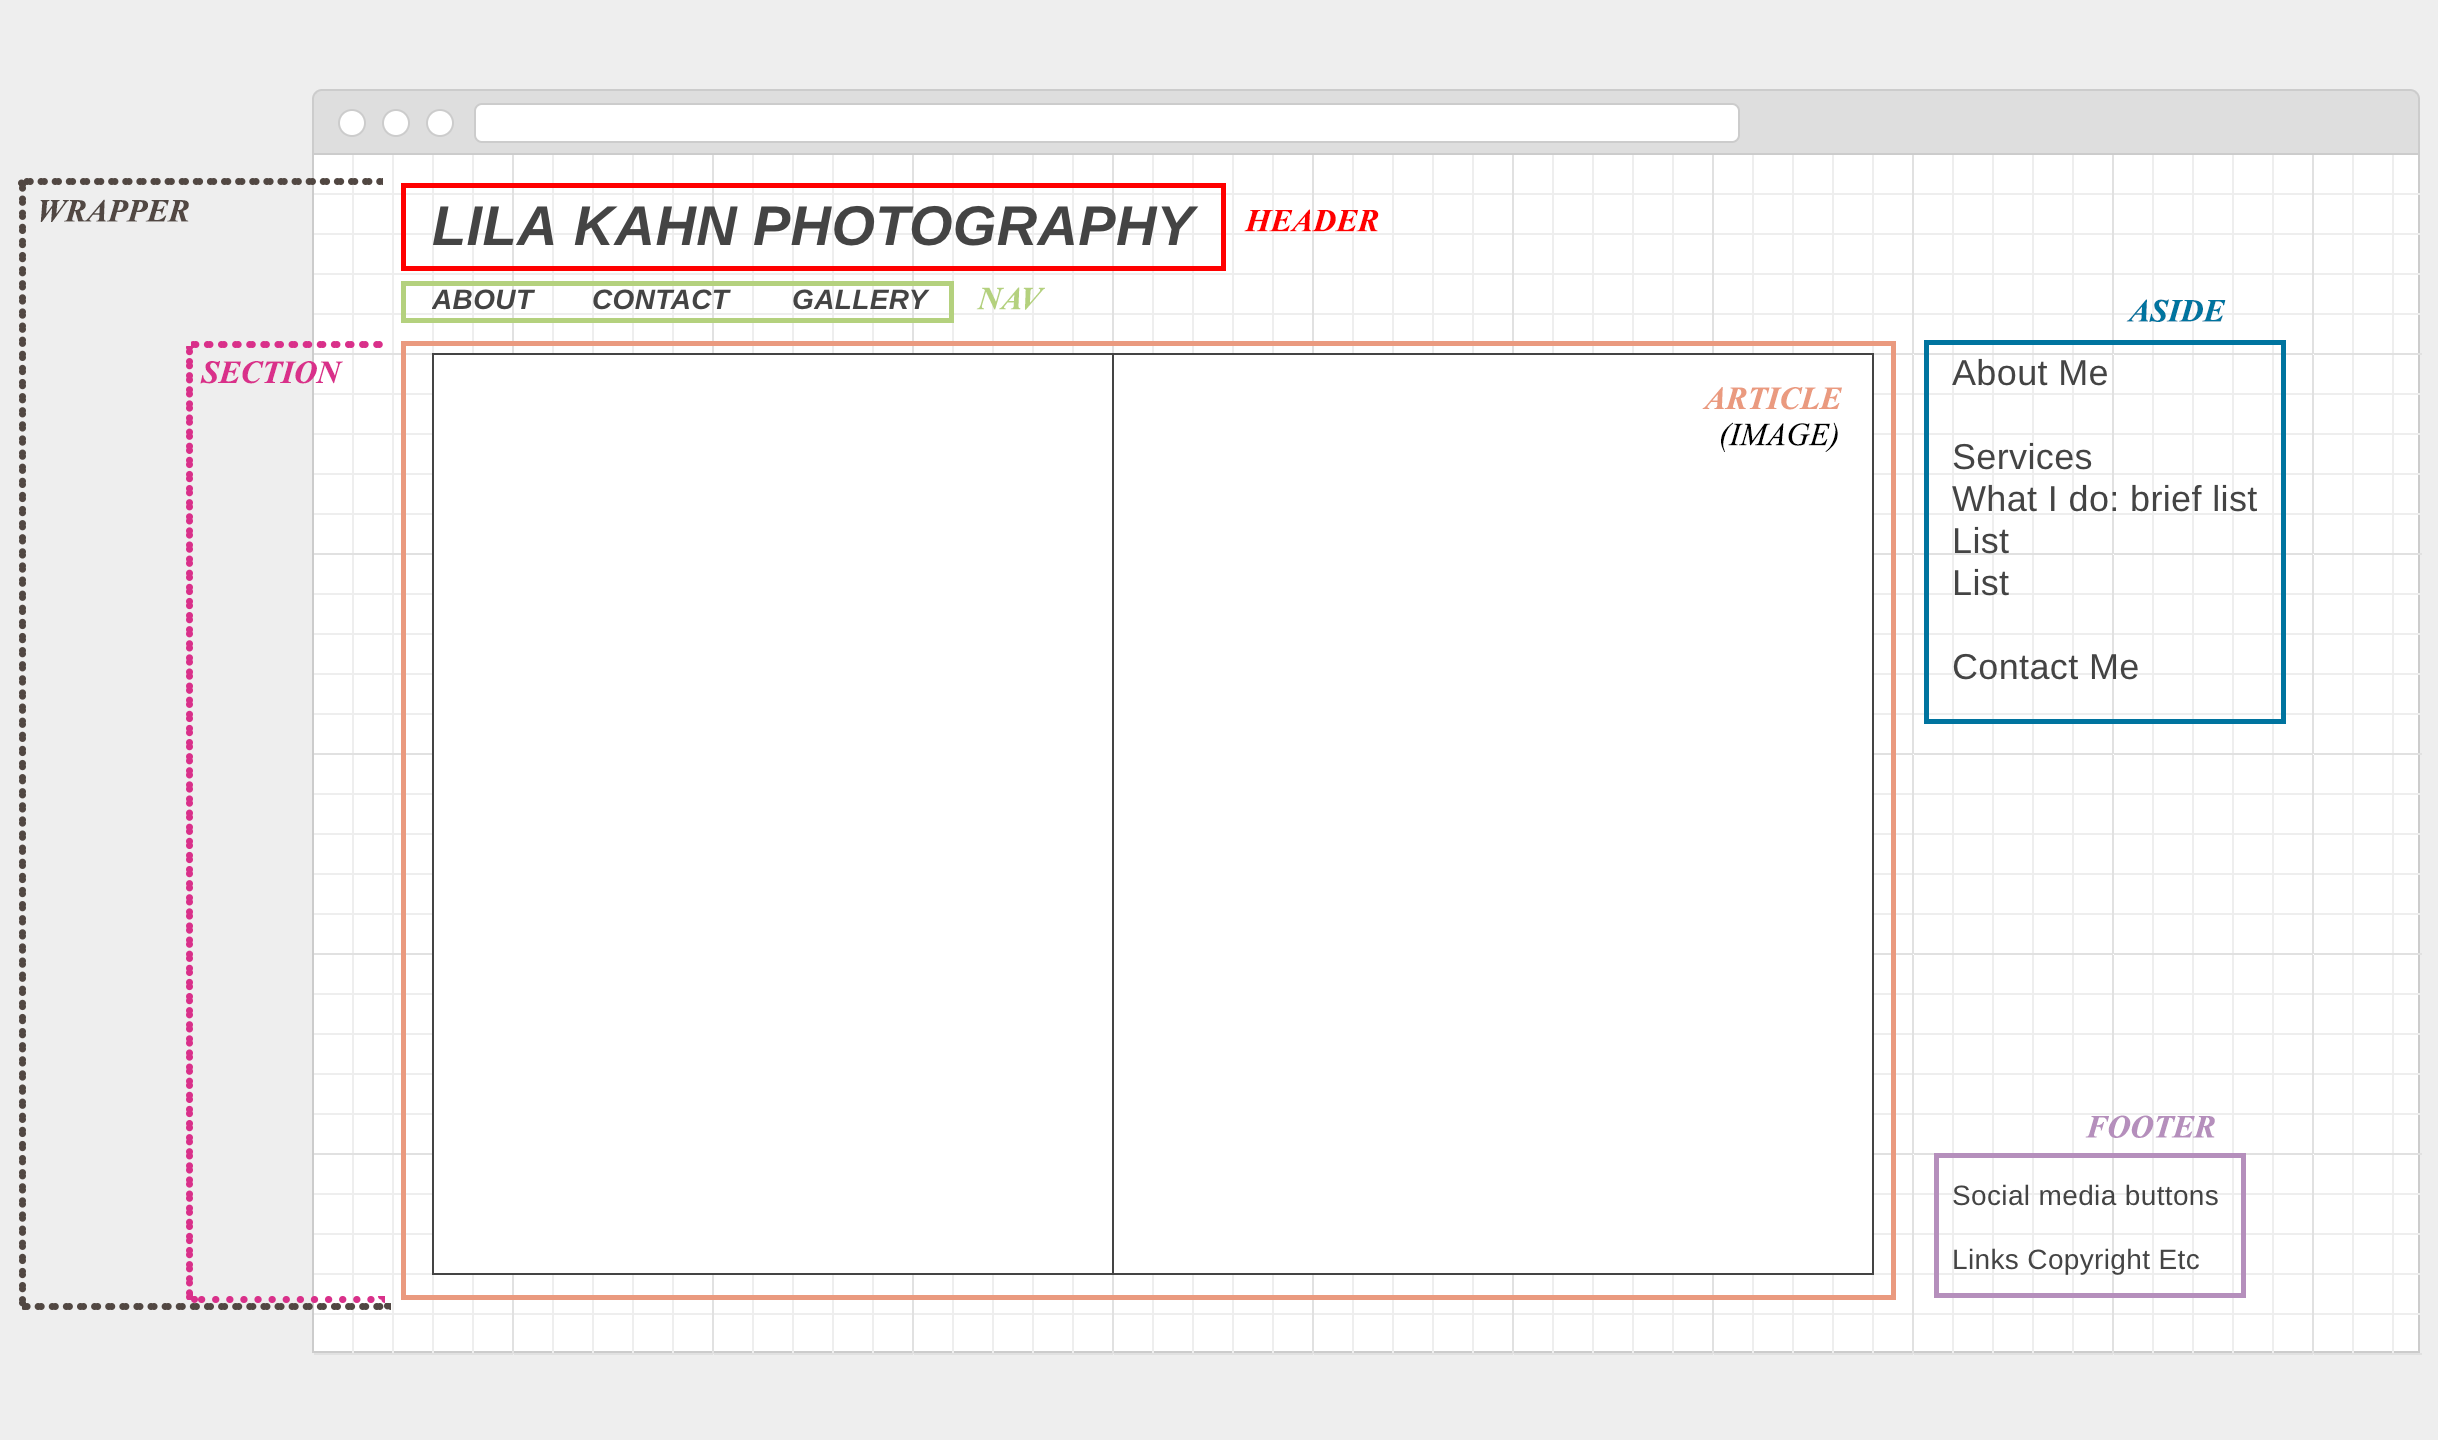 WRAPPER
LILA KAHN PHOTOGRAPHY
HEADER
ABOUT CONTACT GALLERY
NAV
SECTION
ARTICLE
(IMAGE)
ASIDE
About Me
Services
What I do: brief list
List
List
Contact Me
FOOTER
Social media buttons
Links Copyright Etc